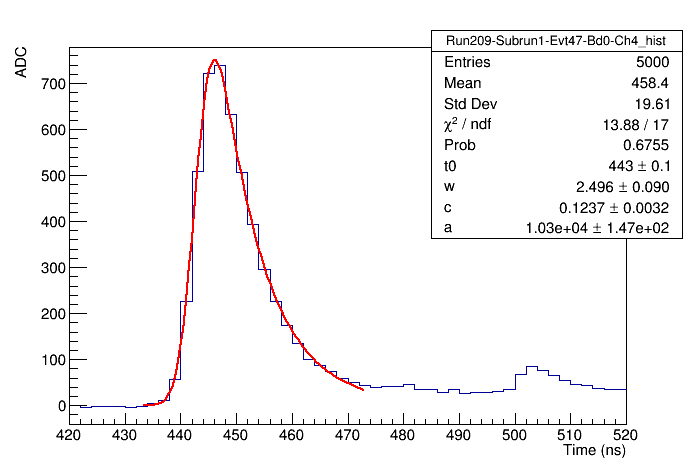 Run209-Subrun1-Evt47-Bd0-Ch4_hist
Entries 5000
Mean 458.4
Std Dev 19.61
χ² / ndf 13.88 / 17
Prob 0.6755
t0 443 ± 0.1
w 2.496 ± 0.090
c 0.1237 ± 0.0032
a 1.03e+04 ± 1.47e+02
ADC
700
600
500
400
300
200
100
0
420 430 440 450 460 470 480 490 500 510 520
Time (ns)